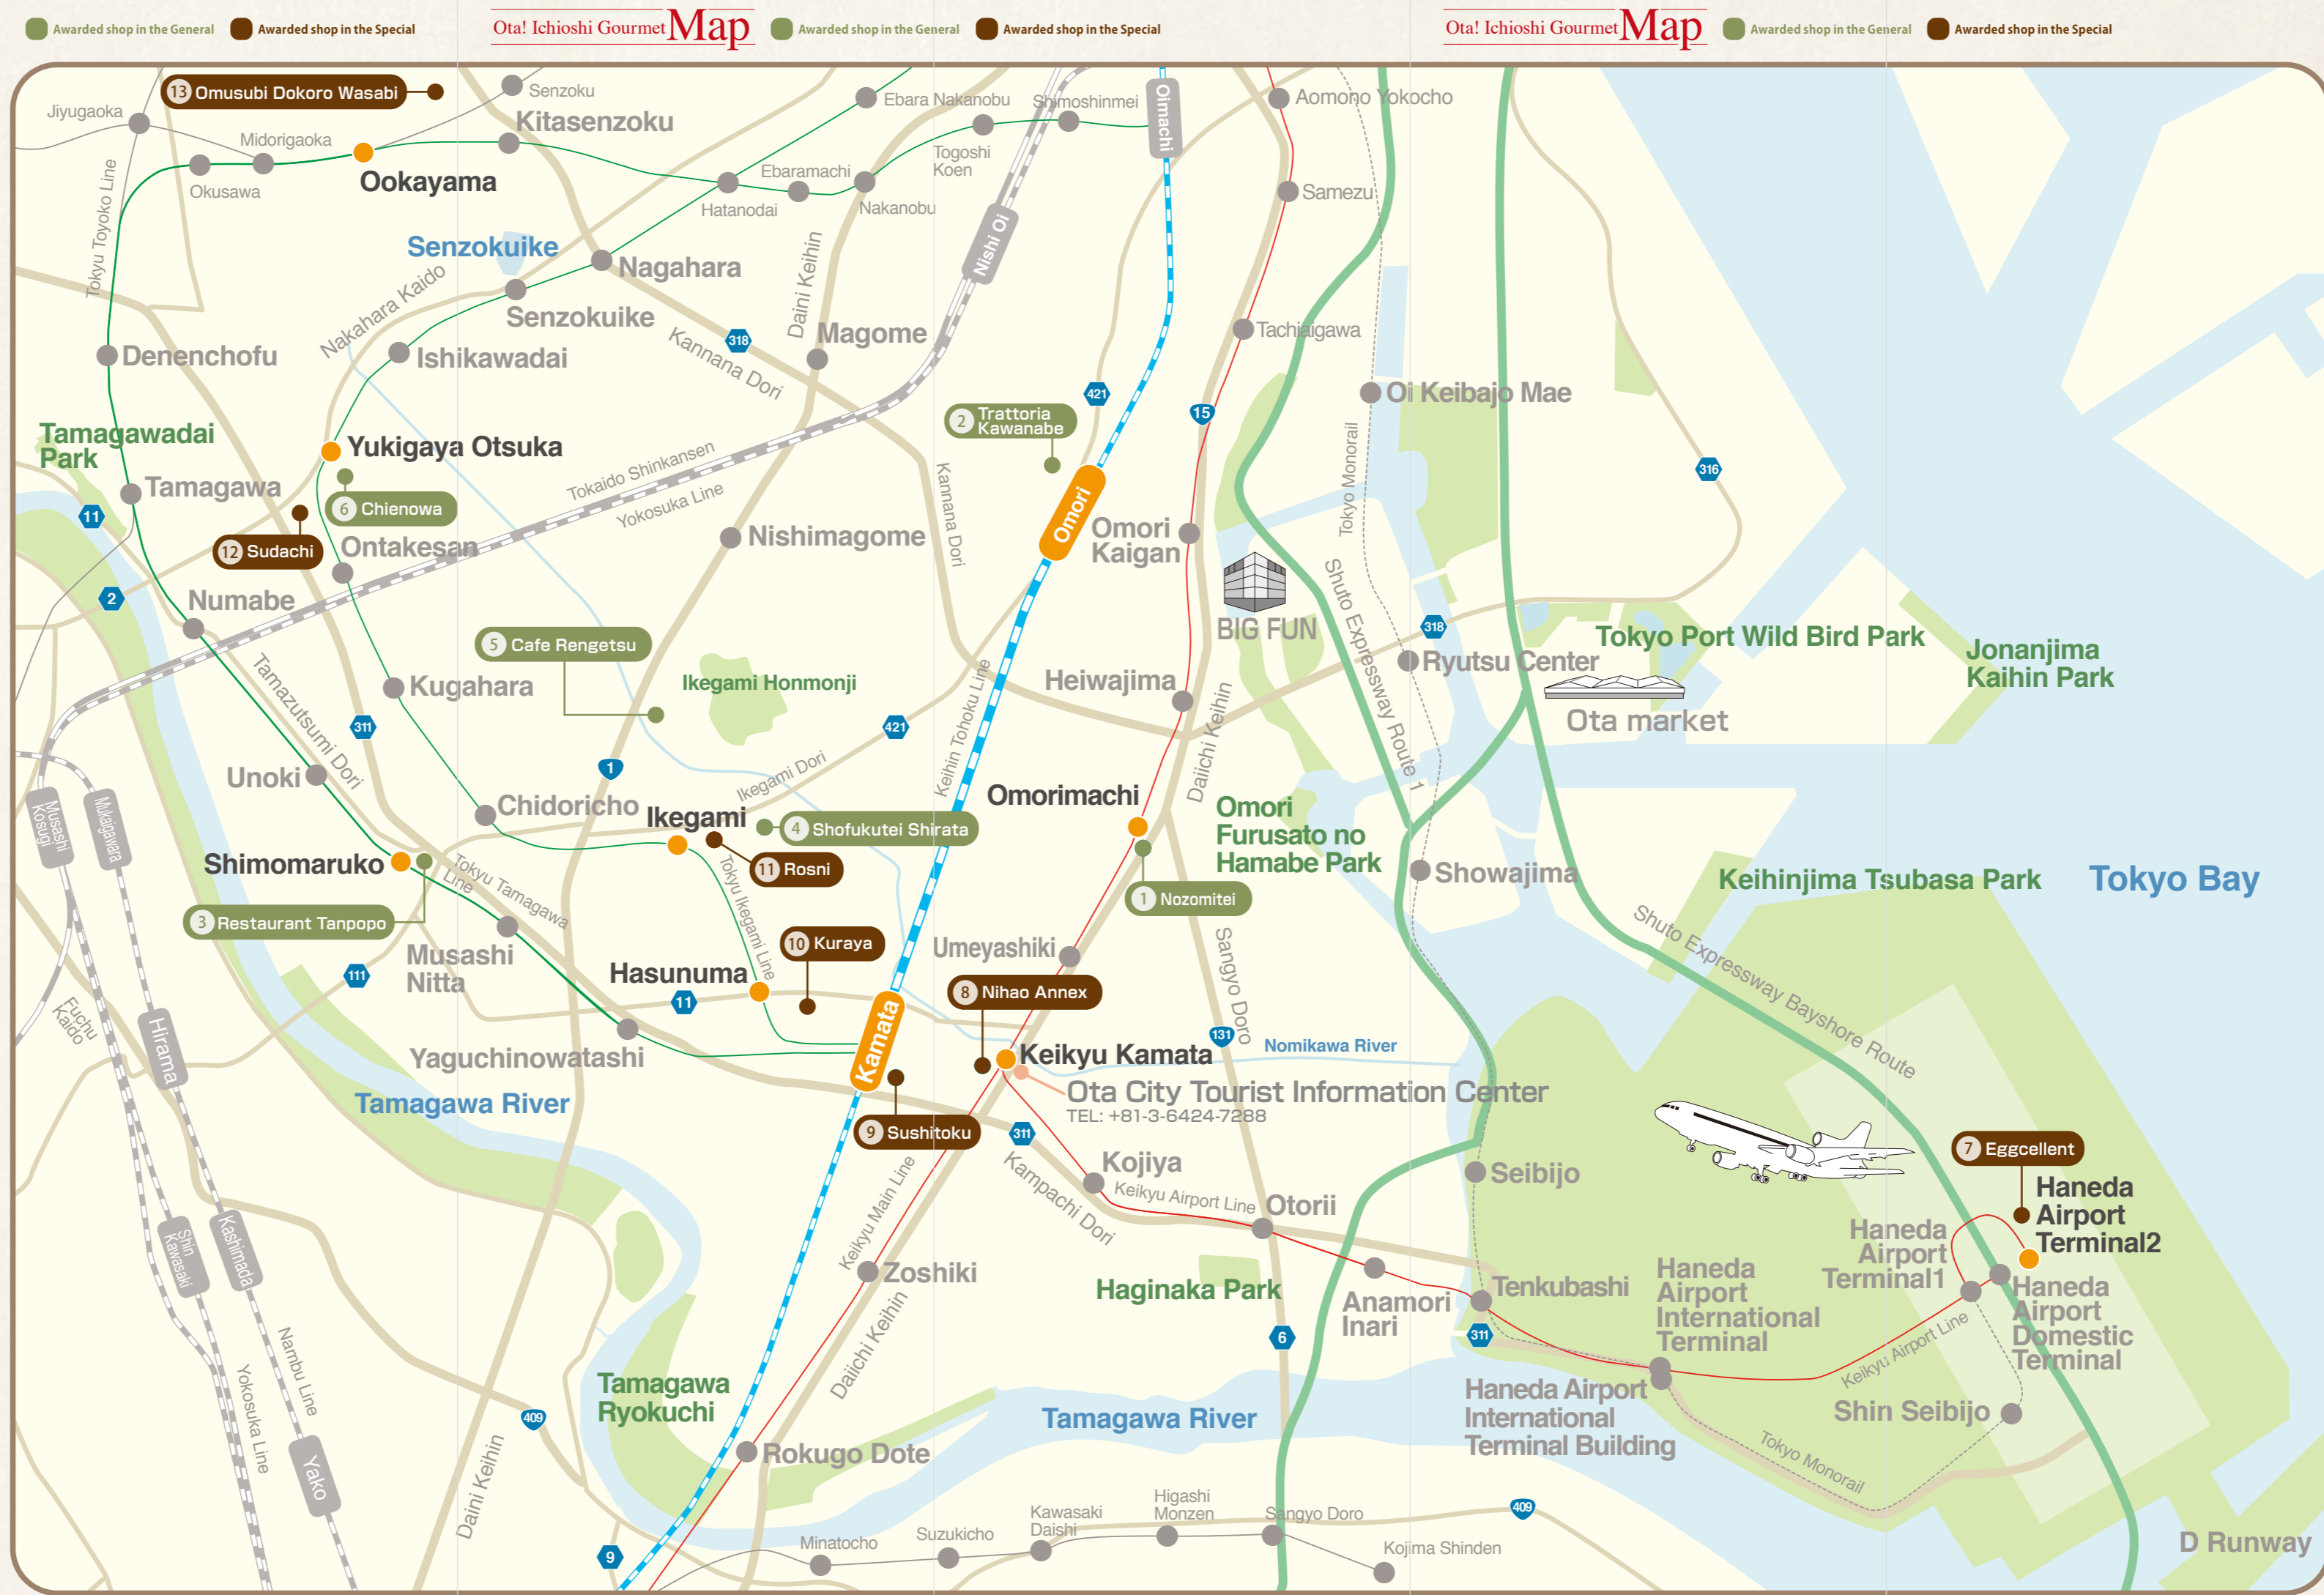 Awarded shop in the General
Awarded shop in the Special
Ota! Ichioshi Gourmet Map
Awarded shop in the General
Awarded shop in the Special
Ota! Ichioshi Gourmet Map
Awarded shop in the General
Awarded shop in the Special
13 Omusubi Dokoro Wasabi
Senzoku
Jiyugaoka
Midorigaoka
Kitasenzoku
Ebara Nakanobu
Shimoshinmei
Oimachi
Aomono Yokocho
Okusawa
Ookayama
Ebaramachi
Togoshi
Koen
Hatanodai
Nakanobu
Samezu
Tokyu Toyoko Line
Senzokuike
Nagahara
Nishi Oi
Nakahara Kaido
Senzokuike
Daini Keihin
Magome
318
Kannana Dori
Tachiaigawa
Denenchofu
Ishikawadai
421
15
Oi Keibajo Mae
2 Trattoria
Kawanabe
Tamagawadai
Park
Yukigaya Otsuka
Tokaido Shinkansen
Yokosuka Line
Kannana Dori
Tokyo Monorail
316
Tamagawa
11
6 Chienowa
Omori
Omori
Kaigan
12 Sudachi
Ontakesan
Nishimagome
2
Numabe
Shuto Expressway Route 1
BIG FUN
318
Tokyo Port Wild Bird Park
Jonanjima
Kaihin Park
5 Cafe Rengetsu
Ikegami Honmonji
Ryutsu Center
Tamazutsumi Dori
Kugahara
Heiwajima
Ota market
311
421
Keihin Tohoku Line
Daiichi Keihin
1
Unoki
Ikegami Dori
Chidoricho
Omorimachi
Musashi
Kosugi
Mukaigawara
Ikegami
4 Shofukutei Shirata
Omori
Furusato no
Hamabe Park
Shimomaruko
11 Rosni
Showajima
Keihinjima Tsubasa Park
Tokyo Bay
Tokyu Tamagawa
Line
Tokyu Ikegami Line
1 Nozomitei
3 Restaurant Tanpopo
Shuto Expressway Bayshore Route
Musashi
Nitta
10 Kuraya
Umeyashiki
Sangyo Doro
111
Hasunuma
11
8 Nihao Annex
Fuchu
Kaido
Hirama
Kamata
131
Nomikawa River
Yaguchinowatashi
Keikyu Kamata
Ota City Tourist Information Center
TEL: +81-3-6424-7288
Tamagawa River
9 Sushitoku
311
7 Eggcellent
Kampachi Dori
Kojiya
Seibijo
Keikyu Airport Line
Otorii
Haneda
Airport
Terminal2
Shin
Kawasaki
Kashimada
Keikyu Main Line
Haneda
Airport
Terminal1
Zoshiki
Haginaka Park
Anamori
Inari
Tenkubashi
Haneda
Airport
International
Terminal
Haneda
Airport
Domestic
Terminal
311
6
Keikyu Airport Line
Nambu Line
Yokosuka Line
Daiichi Keihin
Tamagawa
Ryokuchi
409
Tamagawa River
Haneda Airport
International
Terminal Building
Shin Seibijo
Tokyo Monorail
Yako
Daini Keihin
Rokugo Dote
Higashi
Monzen
Kawasaki
Daishi
Sangyo Doro
409
Suzukicho
Minatocho
Kojima Shinden
9
D Runway